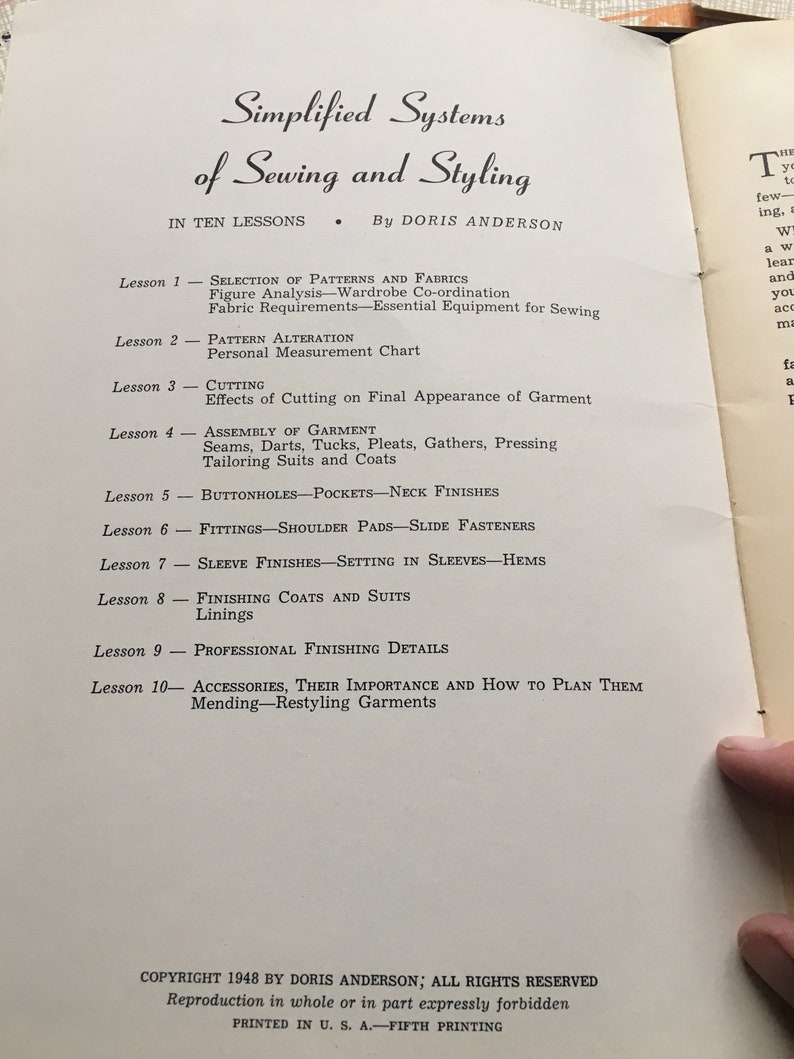 Simplified Systems
of Sewing and Styling
IN TEN LESSONS • By DORIS ANDERSON
Lesson 1 — SELECTION OF PATTERNS AND FABRICS
Figure Analysis—Wardrobe Co-ordination
Fabric Requirements—Essential Equipment for Sewing
Lesson 2 — PATTERN ALTERATION
Personal Measurement Chart
Lesson 3 — CUTTING
Effects of Cutting on Final Appearance of Garment
Lesson 4 — ASSEMBLY OF GARMENT
Seams, Darts, Tucks, Pleats, Gathers, Pressing
Tailoring Suits and Coats
Lesson 5 — BUTTONHOLES—POCKETS—NECK FINISHES
Lesson 6 — FITTINGS—SHOULDER PADS—SLIDE FASTENERS
Lesson 7 — SLEEVE FINISHES—SETTING IN SLEEVES—HEMS
Lesson 8 — FINISHING COATS AND SUITS
Linings
Lesson 9 — PROFESSIONAL FINISHING DETAILS
Lesson 10— ACCESSORIES, THEIR IMPORTANCE AND HOW TO PLAN THEM
Mending—Restyling Garments
COPYRIGHT 1948 BY DORIS ANDERSON; ALL RIGHTS RESERVED
Reproduction in whole or in part expressly forbidden
PRINTED IN U. S. A.—FIFTH PRINTING
few—
ing,
a w
and